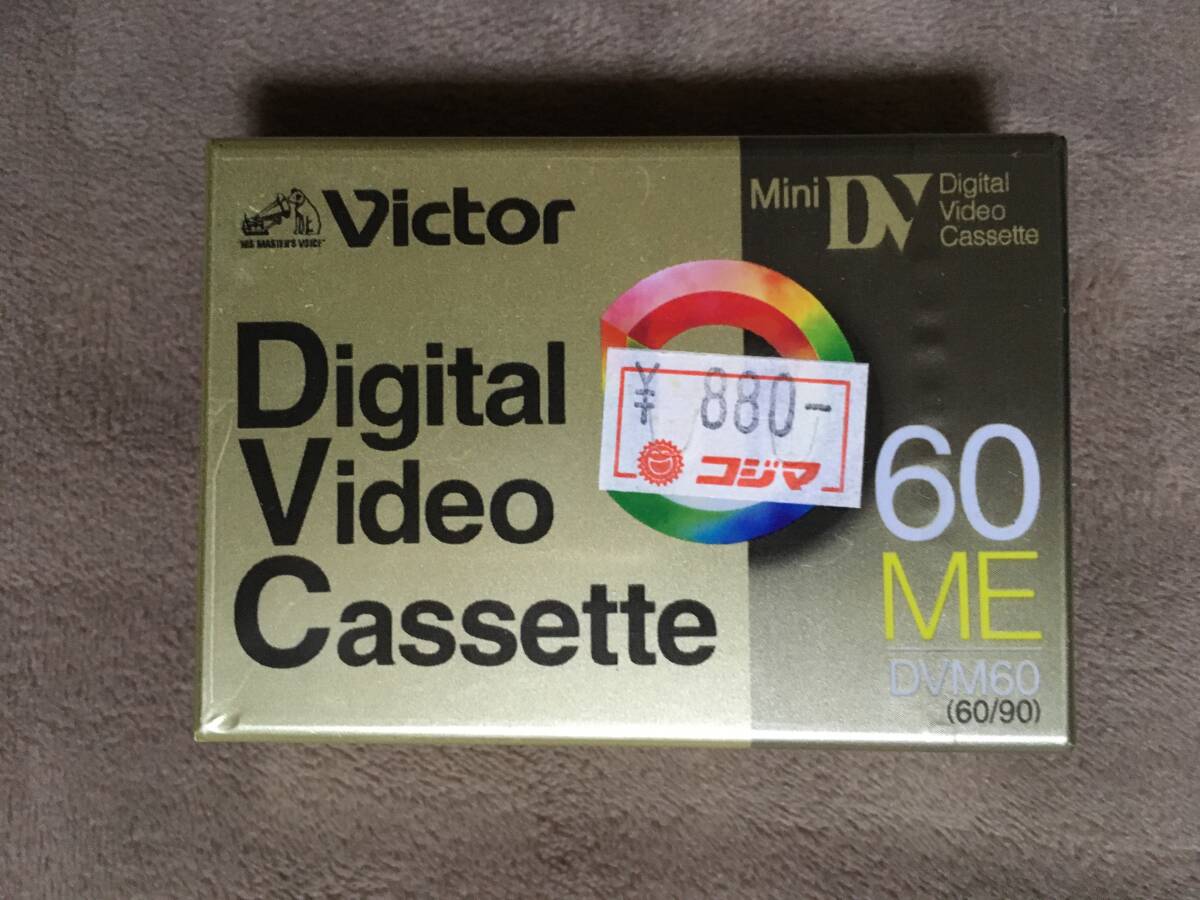 Victor
"HIS MASTER'S VOICE"
Mini DV Digital Video Cassette
Digital
Video
Cassette
¥ 880-
コジマ
60
ME
DVM60
(60/90)